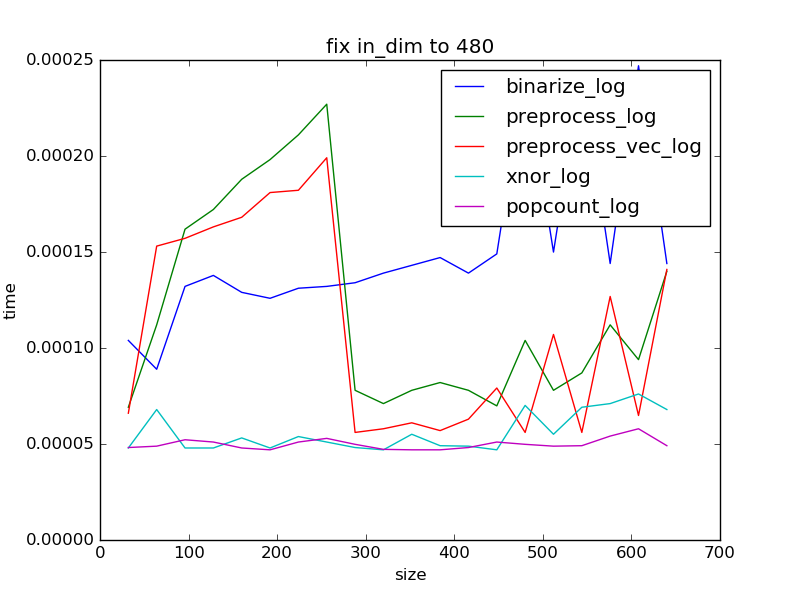 fix in_dim to 480
0.00025
0.00020
0.00015
0.00010
0.00005
0.00000
time
binarize_log
preprocess_log
preprocess_vec_log
xnor_log
popcount_log
0 100 200 300 400 500 600 700
size